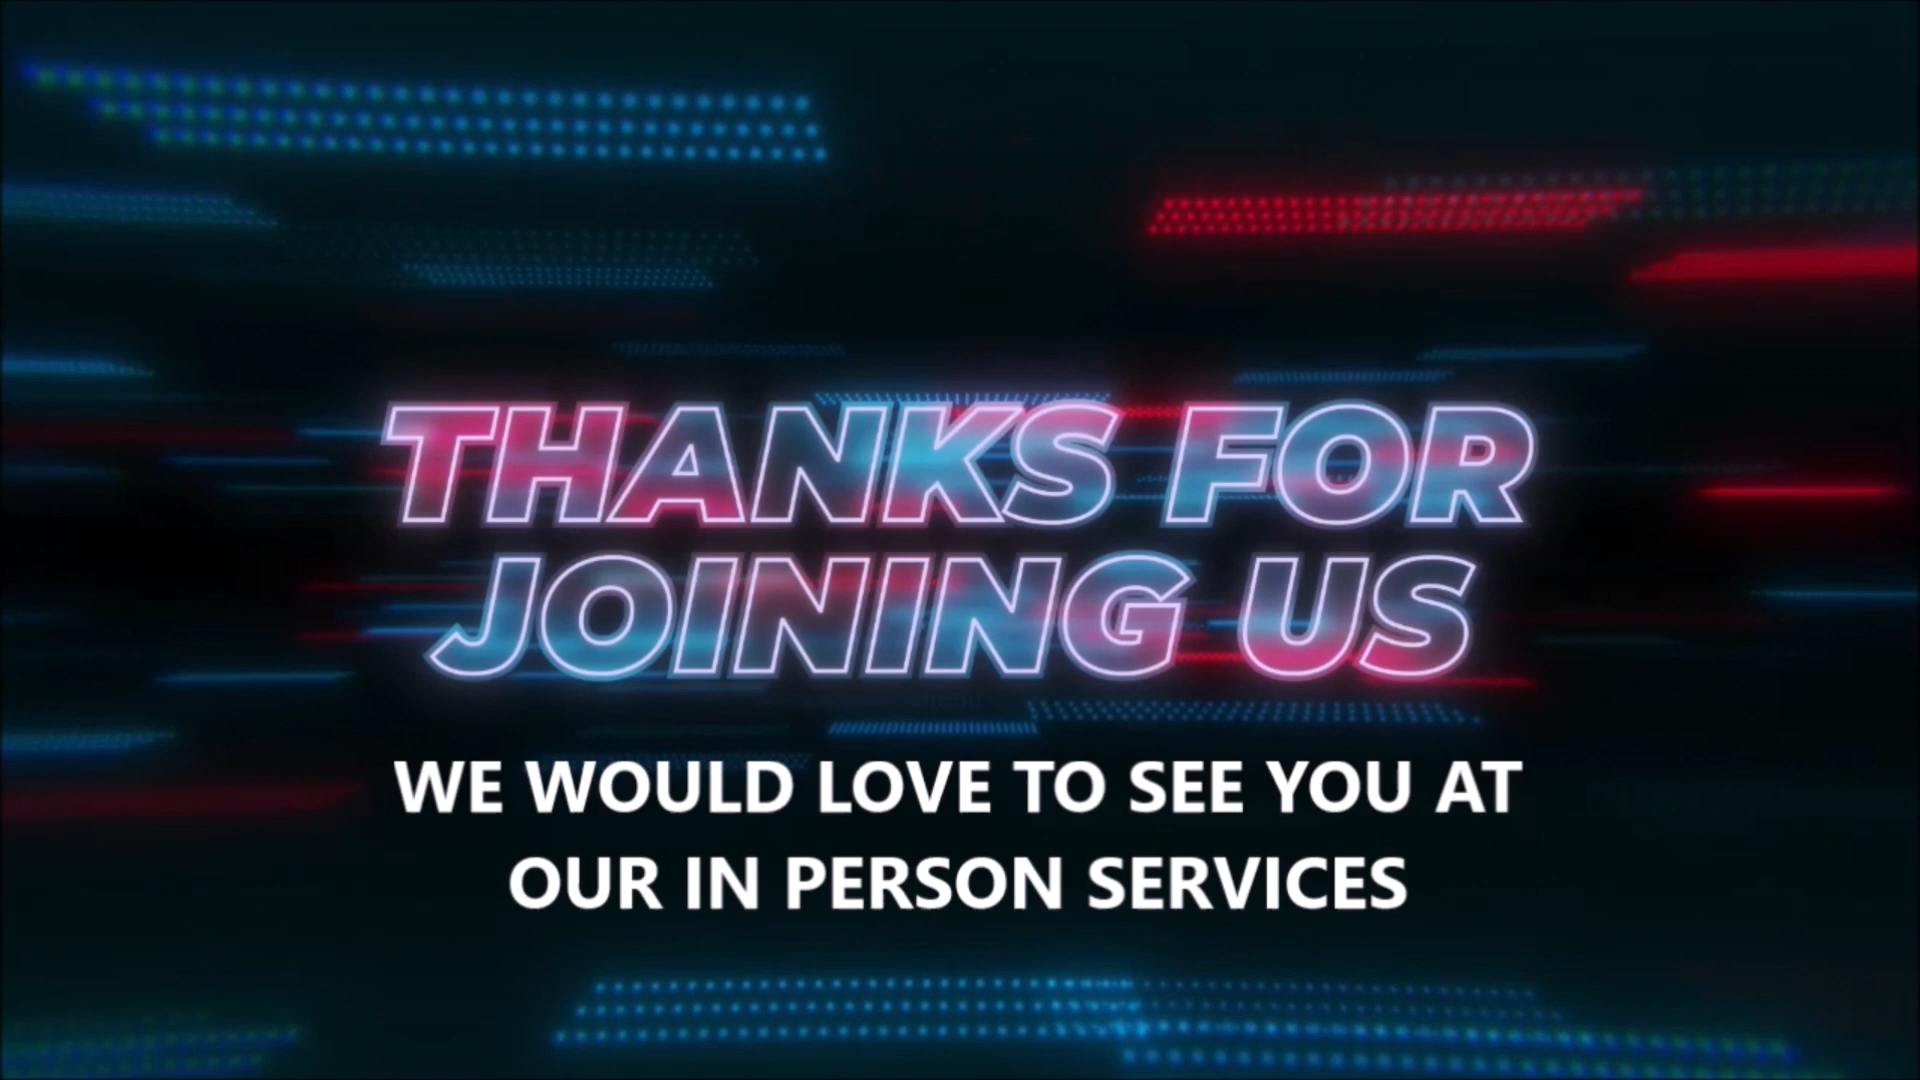 THANKS FOR
JOINING US
WE WOULD LOVE TO SEE YOU AT
OUR IN PERSON SERVICES